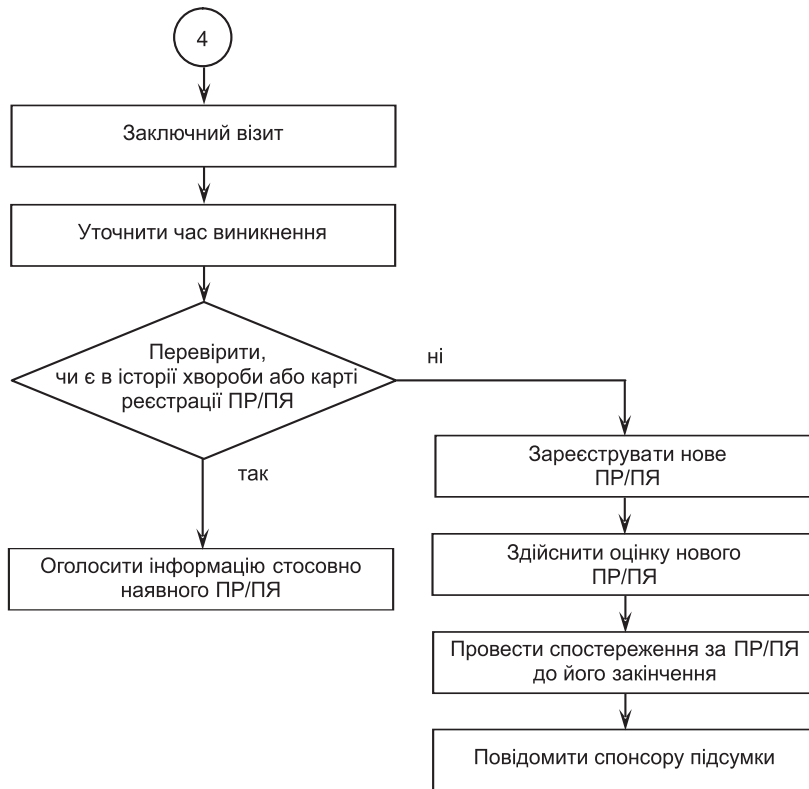 4
Заключний візит
Уточнити час виникнення
Перевірити,
чи є в історії хвороби або карті
реєстрації ПР/ПЯ
ні
так
Оголосити інформацію стосовно
наявного ПР/ПЯ
Зареєструвати нове
ПР/ПЯ
Здійснити оцінку нового
ПР/ПЯ
Провести спостереження за ПР/ПЯ
до його закінчення
Повідомити спонсору підсумки